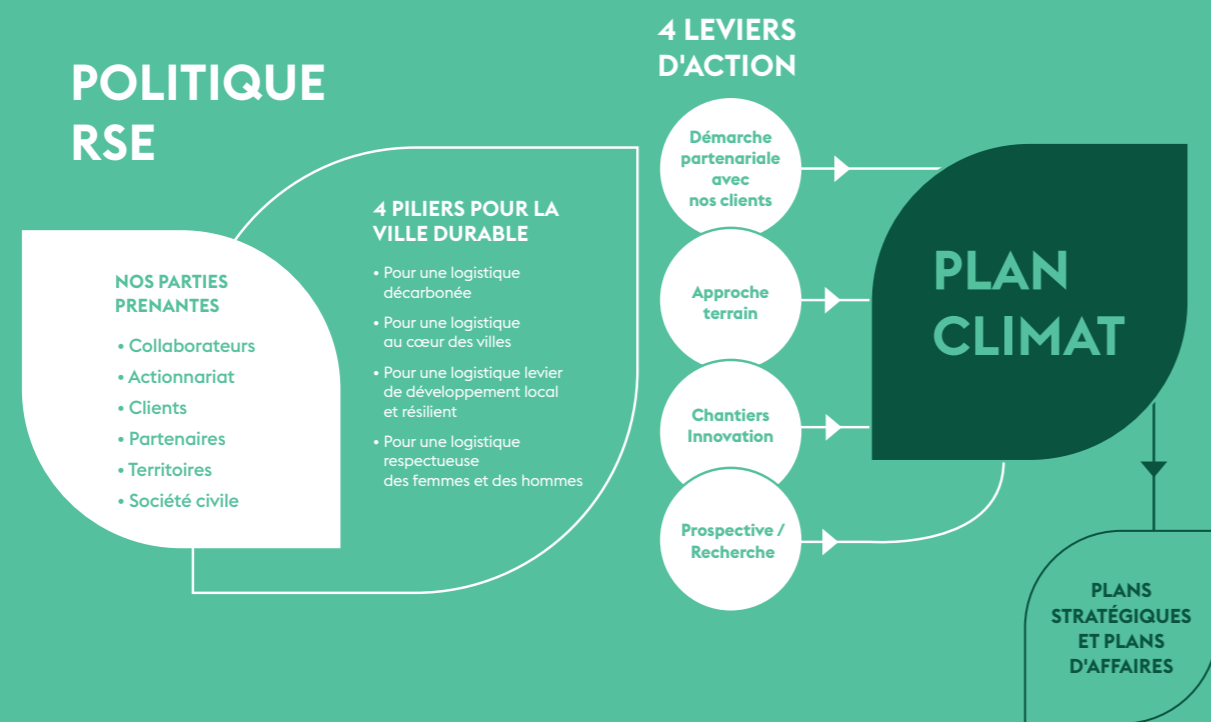 POLITIQUE
RSE
NOS PARTIES
PRENANTES
• Collaborateurs
• Actionnariat
• Clients
• Partenaires
• Territoires
• Société civile
4 PILIERS POUR LA
VILLE DURABLE
• Pour une logistique
décarbonée
• Pour une logistique
au cœur des villes
• Pour une logistique levier
de développement local
et résilient
• Pour une logistique
respectueuse
des femmes et des hommes
4 LEVIERS
D'ACTION
Démarche
partenariale
avec
nos clients
Approche
terrain
Chantiers
Innovation
Prospective /
Recherche
PLAN
CLIMAT
PLANS
STRATÉGIQUES
ET PLANS
D'AFFAIRES